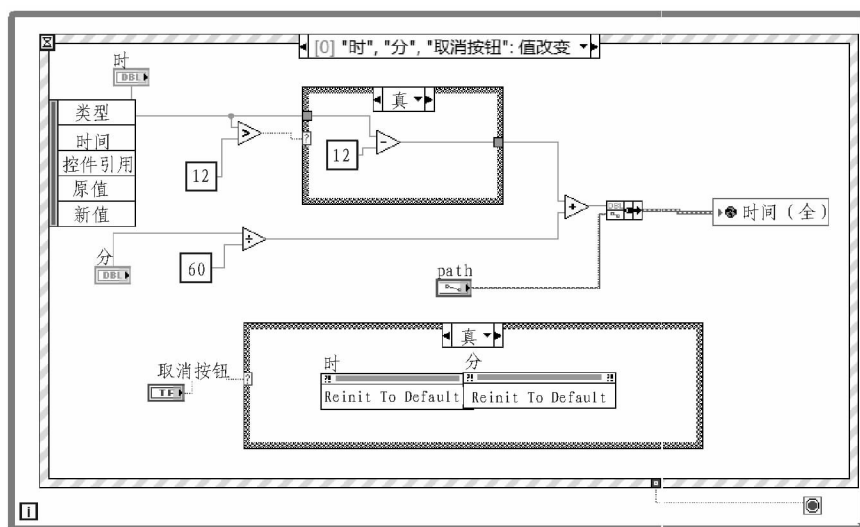 [0] "时", "分", "取消按钮": 值改变
时
DBL
类型
时间
控件引用
原值
新值
真
>
?
12
12
-
+
DBL
时间（全）
分
DBL
÷
60
path
真
取消按钮
TF
?
时
分
?!
?!
?!
Reinit To Default
Reinit To Default
i